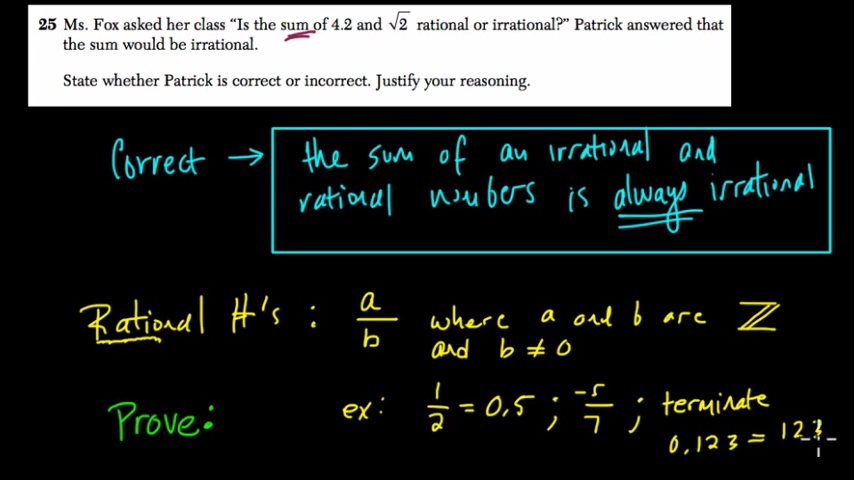 25 Ms. Fox asked her class “Is the sum of 4.2 and √2 rational or irrational?” Patrick answered that
the sum would be irrational.
State whether Patrick is correct or incorrect. Justify your reasoning.
Correct → the sum of an irrational and
rational numbers is always irrational
Rational #'s : a/b where a and b are ℤ
and b ≠ 0
Prove: ex: 1/2 = 0.5 ; -5/7 ; terminate
0.123 = 123